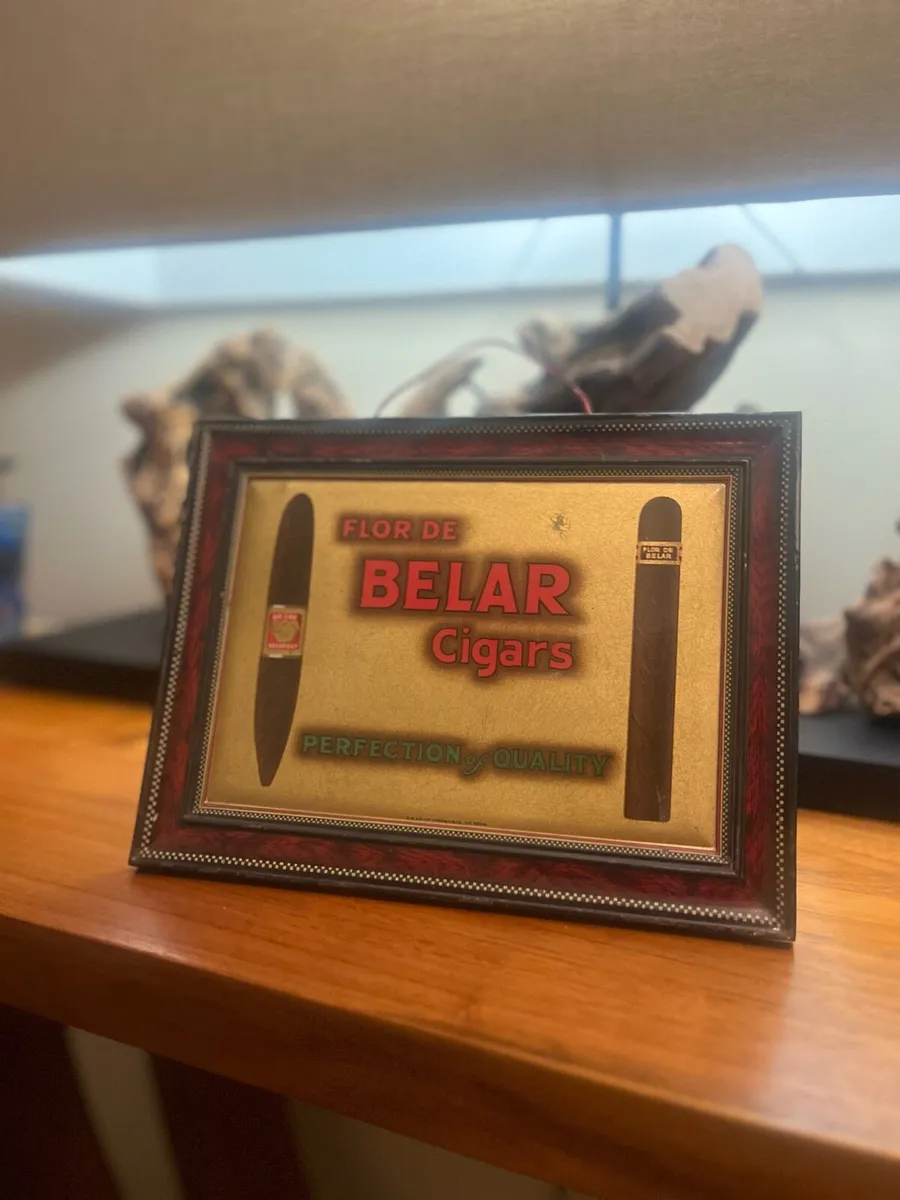 FLOR DE
BELAR
Cigars
PERFECTION of QUALITY
FLOR DE
BELAR